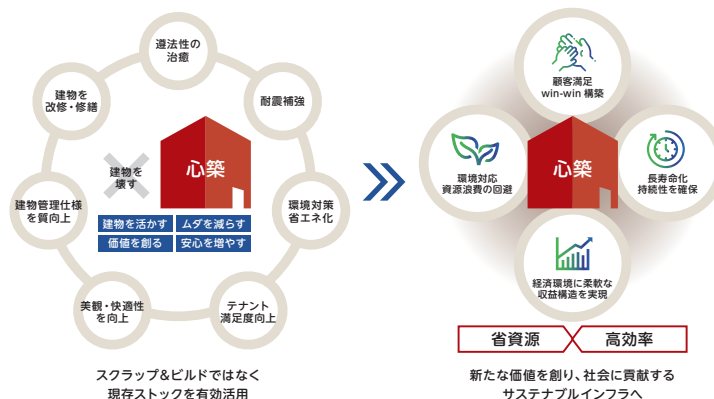 遵法性の
治癒
建物を
改修・修繕
耐震補強
建物を
壊す
心築
建物管理仕様
を質向上
環境対策
省エネ化
建物を活かす
ムダを減らす
価値を創る
安心を増やす
美観・快適性
を向上
テナント
満足度向上
スクラップ&ビルドではなく
現存ストックを有効活用
顧客満足
win-win 構築
心築
環境対応
資源浪費の回避
長寿命化
持続性を確保
経済環境に柔軟な
収益構造を実現
省資源
高効率
新たな価値を創り、社会に貢献する
サステナブルインフラへ